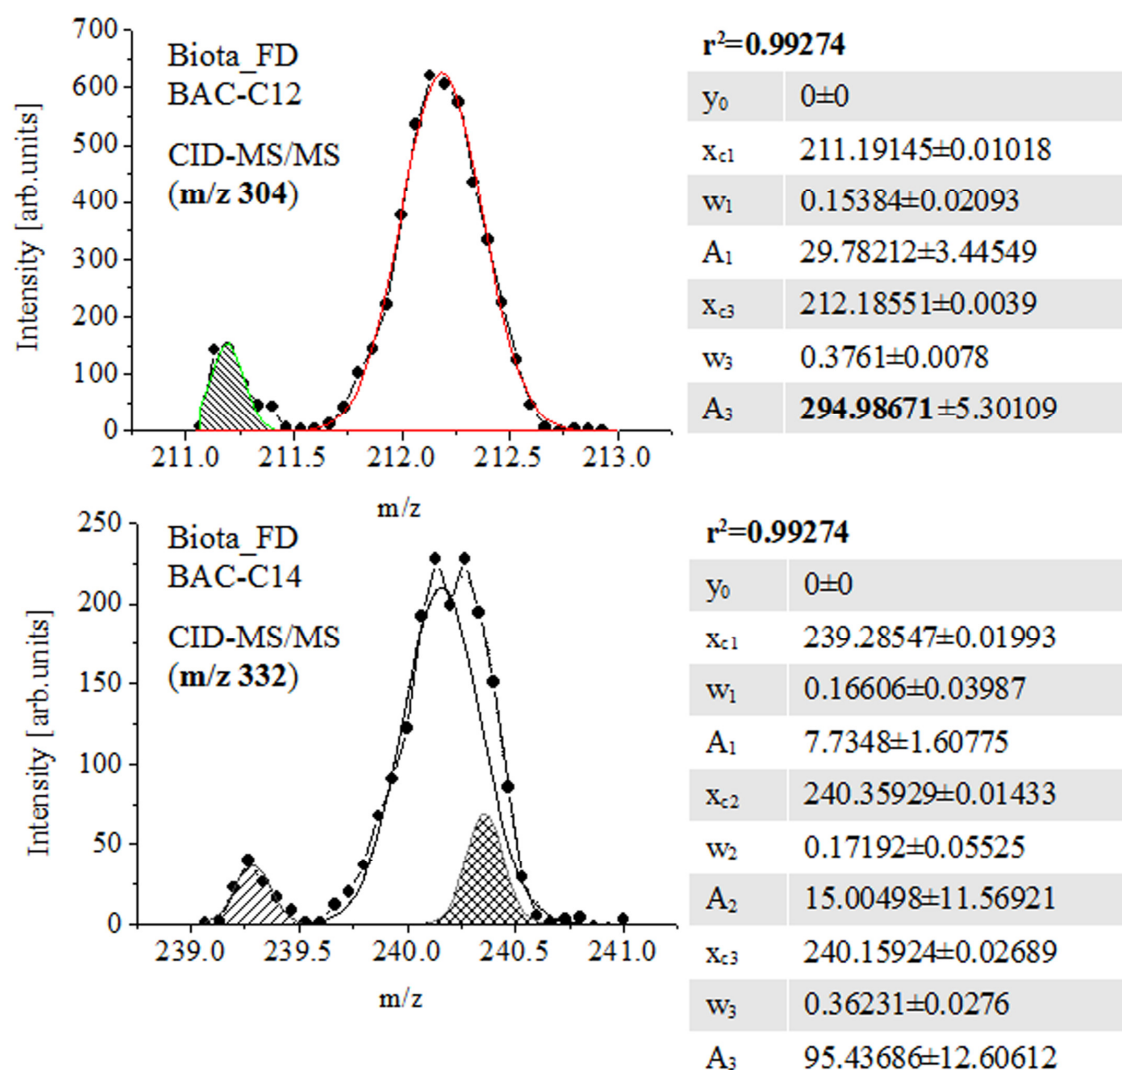 700
600
500
400
300
200
100
0
Intensity [arb.units]
Biota_FD
BAC-C12
CID-MS/MS
(m/z 304)
211.0 211.5 212.0 212.5 213.0
m/z
r²=0.99274
y₀ 0±0
x꜀₁ 211.19145±0.01018
w₁ 0.15384±0.02093
A₁ 29.78212±3.44549
x꜀₃ 212.18551±0.0039
w₃ 0.3761±0.0078
A₃ 294.98671 ±5.30109
250
200
150
100
50
0
Intensity [arb.units]
Biota_FD
BAC-C14
CID-MS/MS
(m/z 332)
239.0 239.5 240.0 240.5 241.0
m/z
r²=0.99274
y₀ 0±0
x꜀₁ 239.28547±0.01993
w₁ 0.16606±0.03987
A₁ 7.7348±1.60775
x꜀₂ 240.35929±0.01433
w₂ 0.17192±0.05525
A₂ 15.00498±11.56921
x꜀₃ 240.15924±0.02689
w₃ 0.36231±0.0276
A₃ 95.43686±12.60612